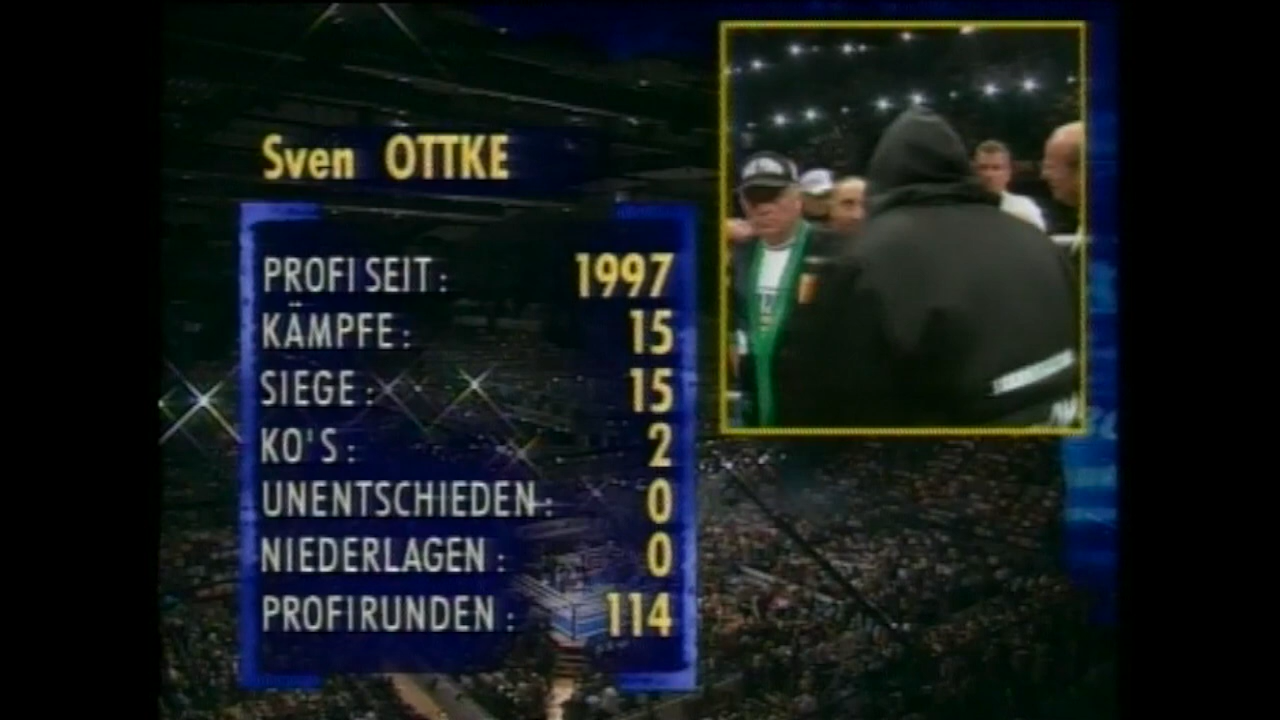 Sven OTTKE
PROFI SEIT: 1997
KÄMPFE: 15
SIEGE: 15
KO'S: 2
UNENTSCHIEDEN: 0
NIEDERLAGEN: 0
PROFIRUNDEN: 114